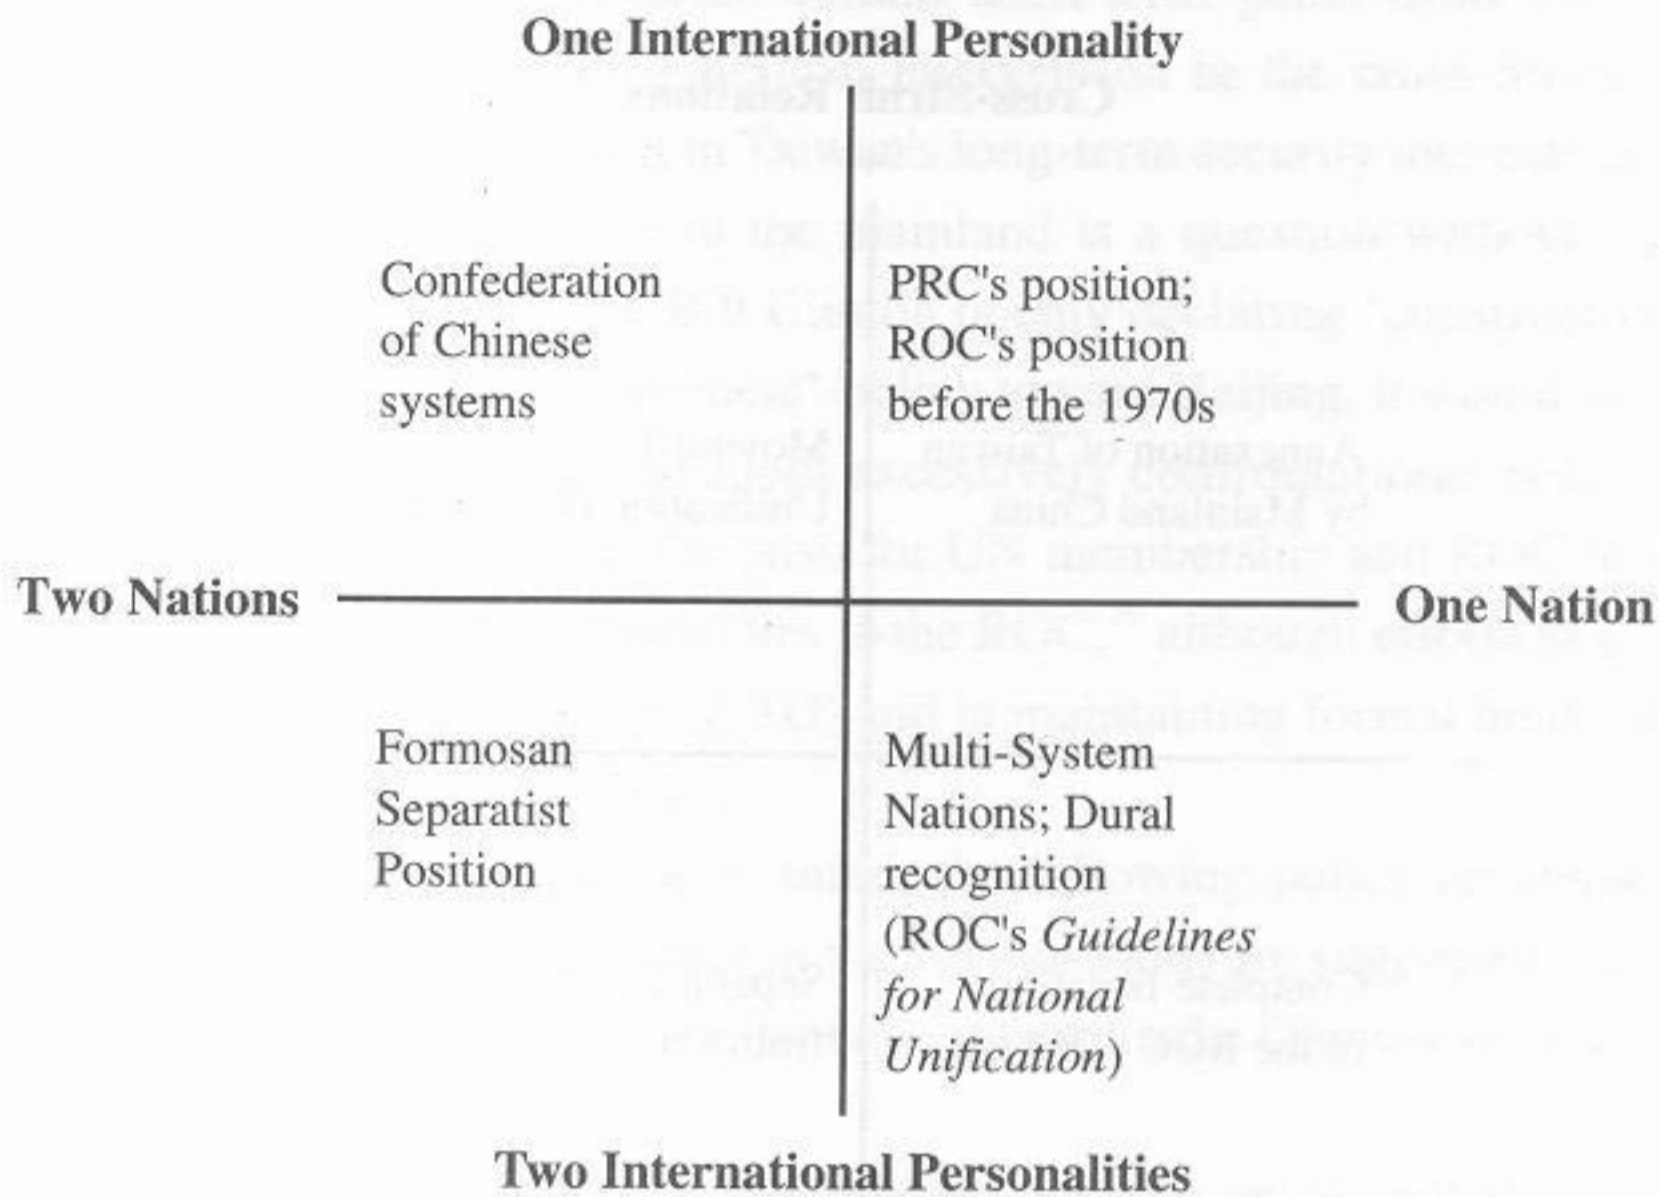 One International Personality
Confederation
of Chinese
systems
PRC's position;
ROC's position
before the 1970s
Two Nations
One Nation
Formosan
Separatist
Position
Multi-System
Nations; Dural
recognition
(ROC's Guidelines
for National
Unification)
Two International Personalities